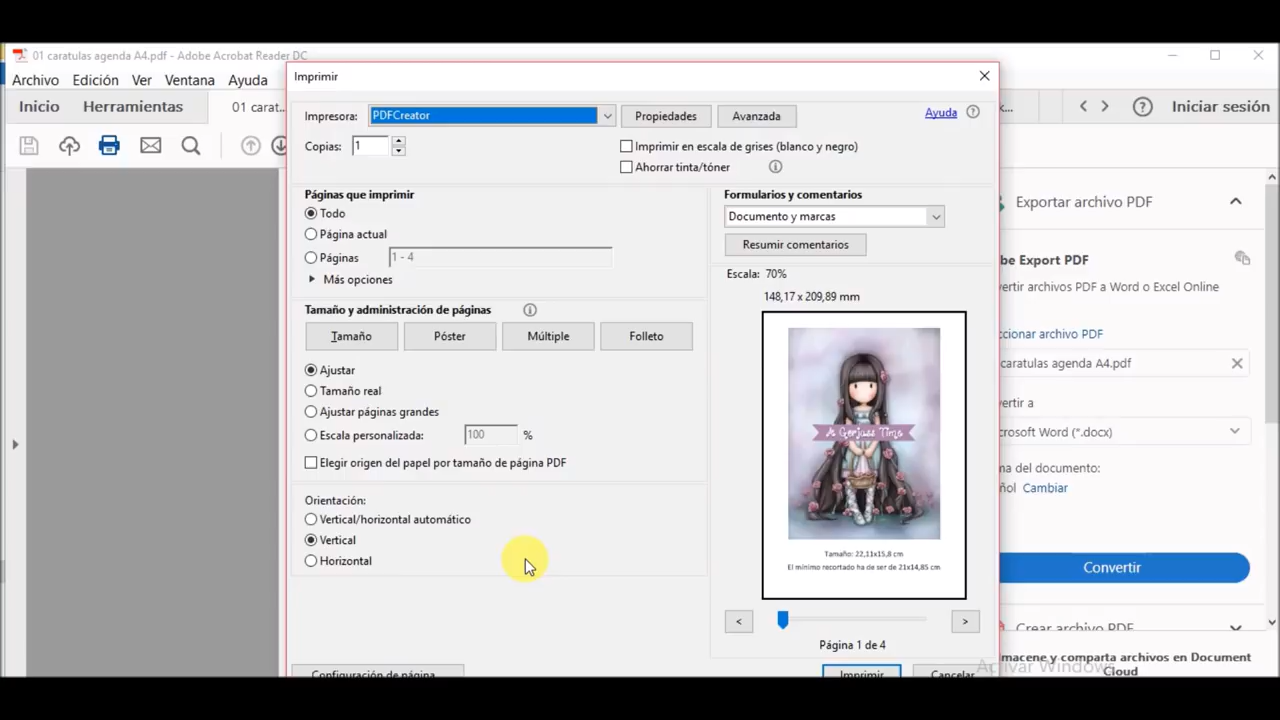 01 caratulas agenda A4.pdf - Adobe Acrobat Reader DC
Archivo Edición Ver Ventana Ayuda
Inicio Herramientas 01 carat... Iniciar sesión
Imprimir
Impresora: PDFCreator Propiedades Avanzada Ayuda
Copias: 1 Imprimir en escala de grises (blanco y negro)
Ahorrar tinta/tóner
Páginas que imprimir
Todo
Página actual
Páginas 1 - 4
Más opciones
Tamaño y administración de páginas
Tamaño Póster Múltiple Folleto
Ajustar
Tamaño real
Ajustar páginas grandes
Escala personalizada: 100 %
Elegir origen del papel por tamaño de página PDF
Orientación:
Vertical/horizontal automático
Vertical
Horizontal
Configuración de página
Formularios y comentarios
Documento y marcas
Resumir comentarios
Escala: 70%
148,17 x 209,89 mm
A Gorjuss Time
Tamaño: 22,11x15,8 cm
El mínimo recortado ha de ser de 21x14,85 cm
< >
Página 1 de 4
Imprimir Cancelar
Exportar archivo PDF
be Export PDF
vertir archivos PDF a Word o Excel Online
ccionar archivo PDF
caratulas agenda A4.pdf
vertir a
crosoft Word (*.docx)
ma del documento:
ñol Cambiar
Convertir
Crear archivo PDF
macene y comparta archivos en Document
Cloud
Activar Windows